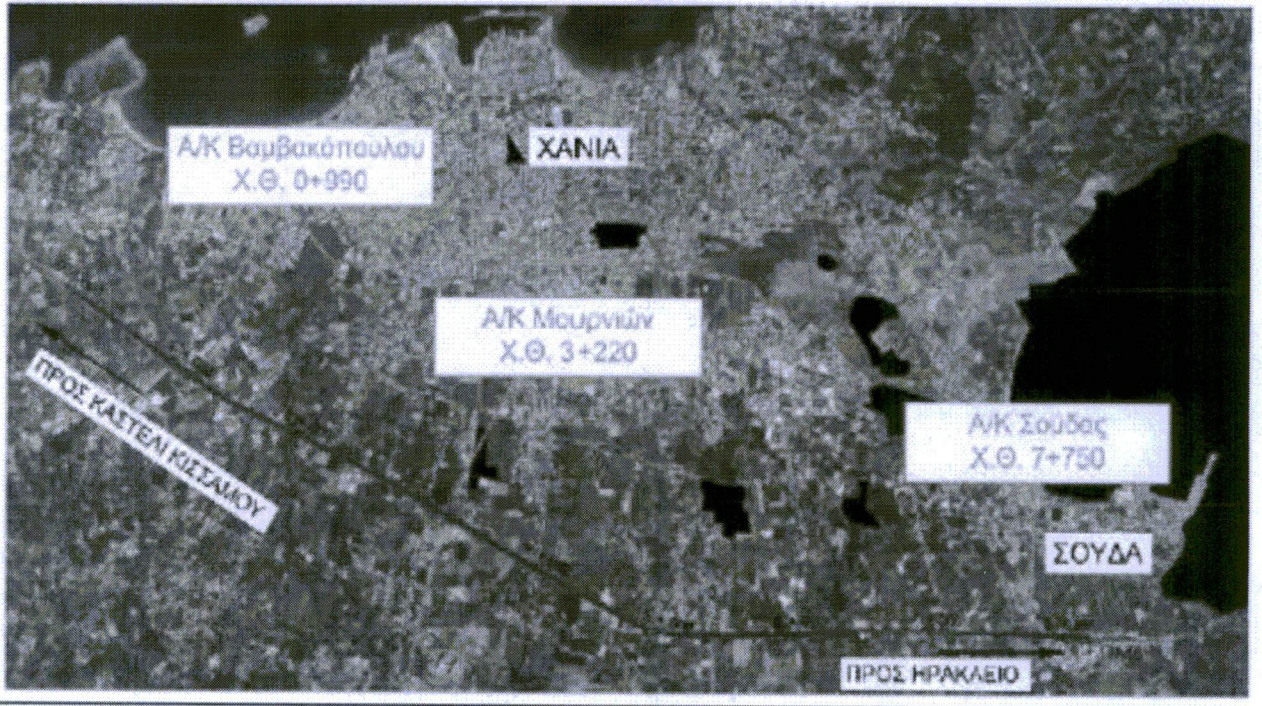 Α/Κ Βαμβακόπουλου
Χ.Θ. 0+990
ΧΑΝΙΑ
Α/Κ Μουρνιών
Χ.Θ. 3+220
ΠΡΟΣ ΚΑΣΤΕΛΙ ΚΙΣΣΑΜΟΥ
Α/Κ Σούδας
Χ.Θ. 7+750
ΣΟΥΔΑ
ΠΡΟΣ ΗΡΑΚΛΕΙΟ